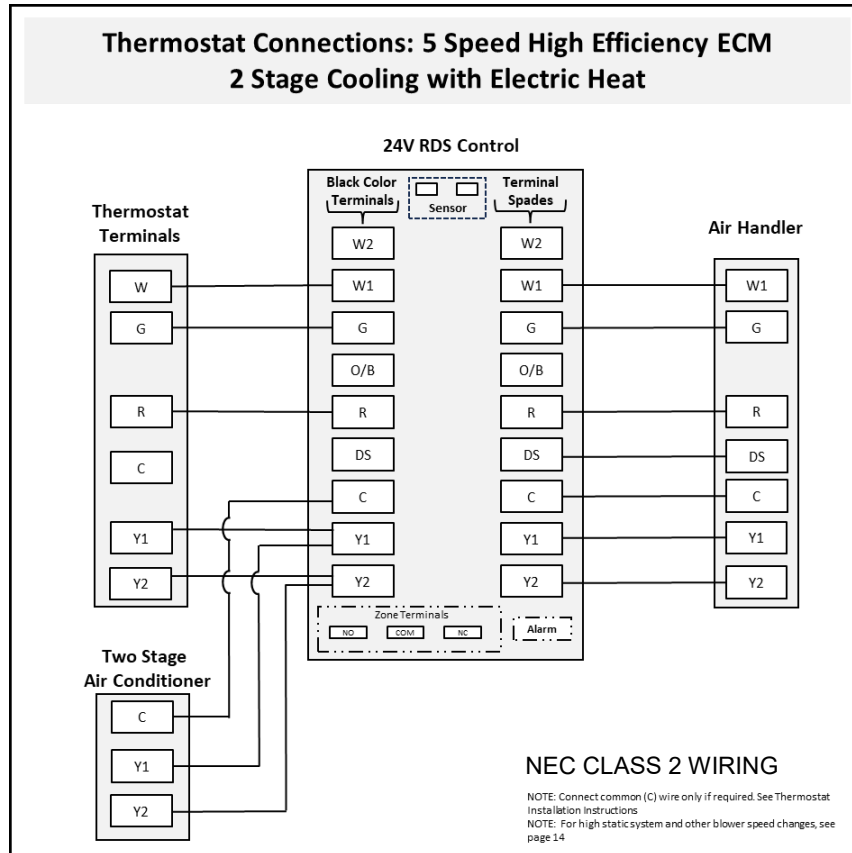 Thermostat Connections: 5 Speed High Efficiency ECM
2 Stage Cooling with Electric Heat
24V RDS Control
Black Color
Terminals
Sensor
Terminal
Spades
Thermostat
Terminals
Air Handler
W
G
R
C
Y1
Y2
W2
W1
G
O/B
R
DS
C
Y1
Y2
W2
W1
G
O/B
R
DS
C
Y1
Y2
W1
G
R
DS
C
Y1
Y2
Zone Terminals
NO
COM
NC
Alarm
Two Stage
Air Conditioner
C
Y1
Y2
NEC CLASS 2 WIRING
NOTE: Connect common (C) wire only if required. See Thermostat
Installation Instructions
NOTE: For high static system and other blower speed changes, see
page 14